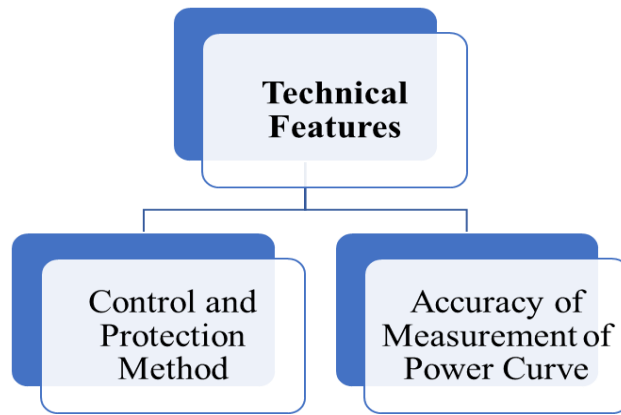 Technical
Features
Control and
Protection
Method
Accuracy of
Measurement of
Power Curve